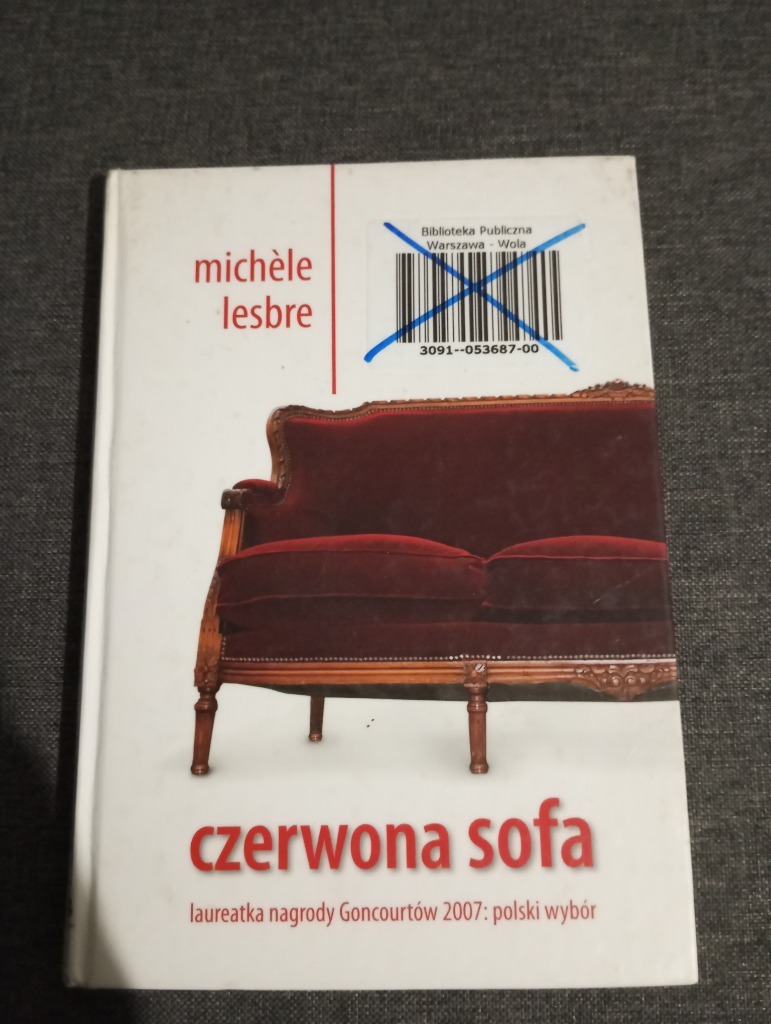 michèle
lesbre
Biblioteka Publiczna
Warszawa - Wola
3091--053687-00
czerwona sofa
laureatka nagrody Goncourtów 2007: polski wybór